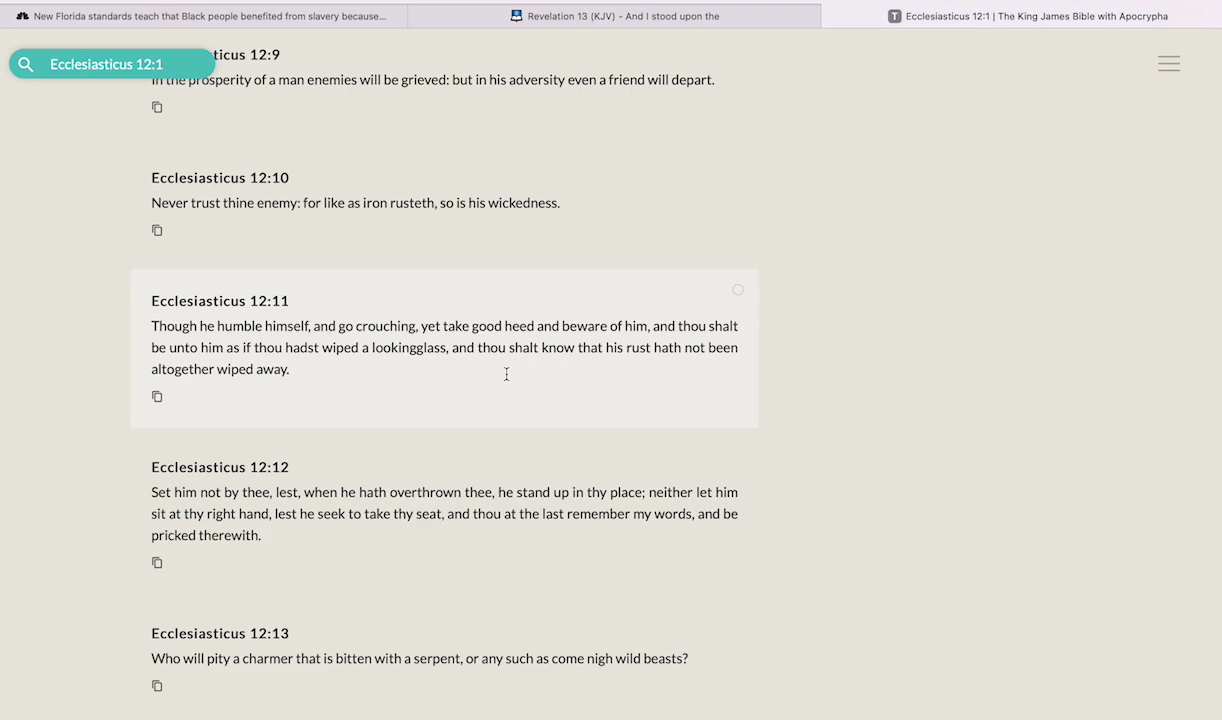 New Florida standards teach that Black people benefited from slavery because...
Revelation 13 (KJV) - And I stood upon the
T Ecclesiasticus 12:1 | The King James Bible with Apocrypha
ticus 12:9
Ecclesiasticus 12:1
In the prosperity of a man enemies will be grieved: but in his adversity even a friend will depart.
Ecclesiasticus 12:10
Never trust thine enemy: for like as iron rusteth, so is his wickedness.
Ecclesiasticus 12:11
Though he humble himself, and go crouching, yet take good heed and beware of him, and thou shalt
be unto him as if thou hadst wiped a lookingglass, and thou shalt know that his rust hath not been
altogether wiped away.
Ecclesiasticus 12:12
Set him not by thee, lest, when he hath overthrown thee, he stand up in thy place; neither let him
sit at thy right hand, lest he seek to take thy seat, and thou at the last remember my words, and be
pricked therewith.
Ecclesiasticus 12:13
Who will pity a charmer that is bitten with a serpent, or any such as come nigh wild beasts?